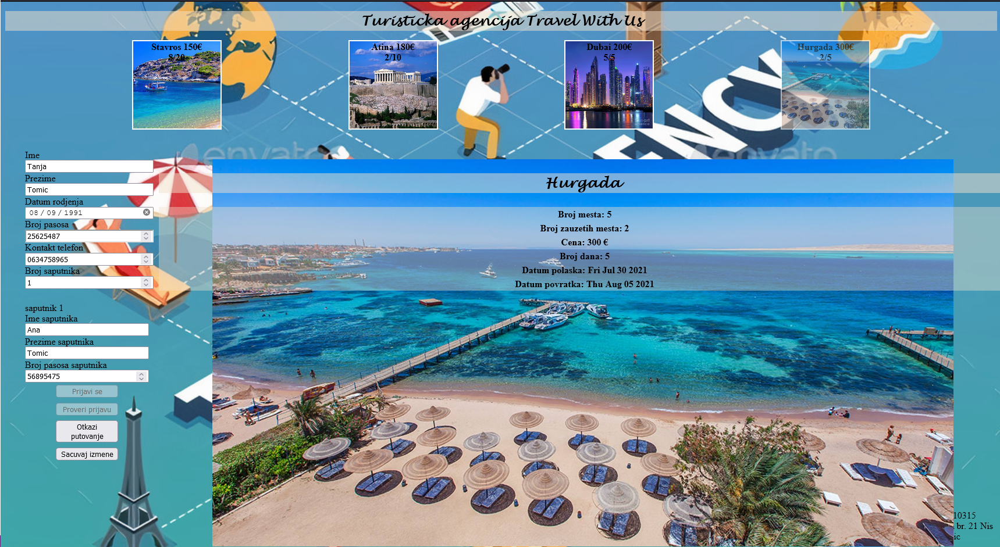 Turisticka agencija Travel With Us
Stavros 150€
8/20
Atina 180€
2/10
Dubai 200€
5/5
Hurgada 300€
2/5
ENCY
envato
envato
Ime
Tanja
Prezime
Tomic
Datum rodjenja
08 / 09 / 1991
Broj pasosa
25625487
Kontakt telefon
0634758965
Broj saputnika
1
saputnik 1
Ime saputnika
Ana
Prezime saputnika
Tomic
Broj pasosa saputnika
56895475
Prijavi se
Proveri prijavu
Otkazi
putovanje
Sacuvaj izmene
Hurgada
Broj mesta: 5
Broj zauzetih mesta: 2
Cena: 300 €
Broj dana: 5
Datum polaska: Fri Jul 30 2021
Datum povratka: Thu Aug 05 2021
10315
br. 21 Nis
ic